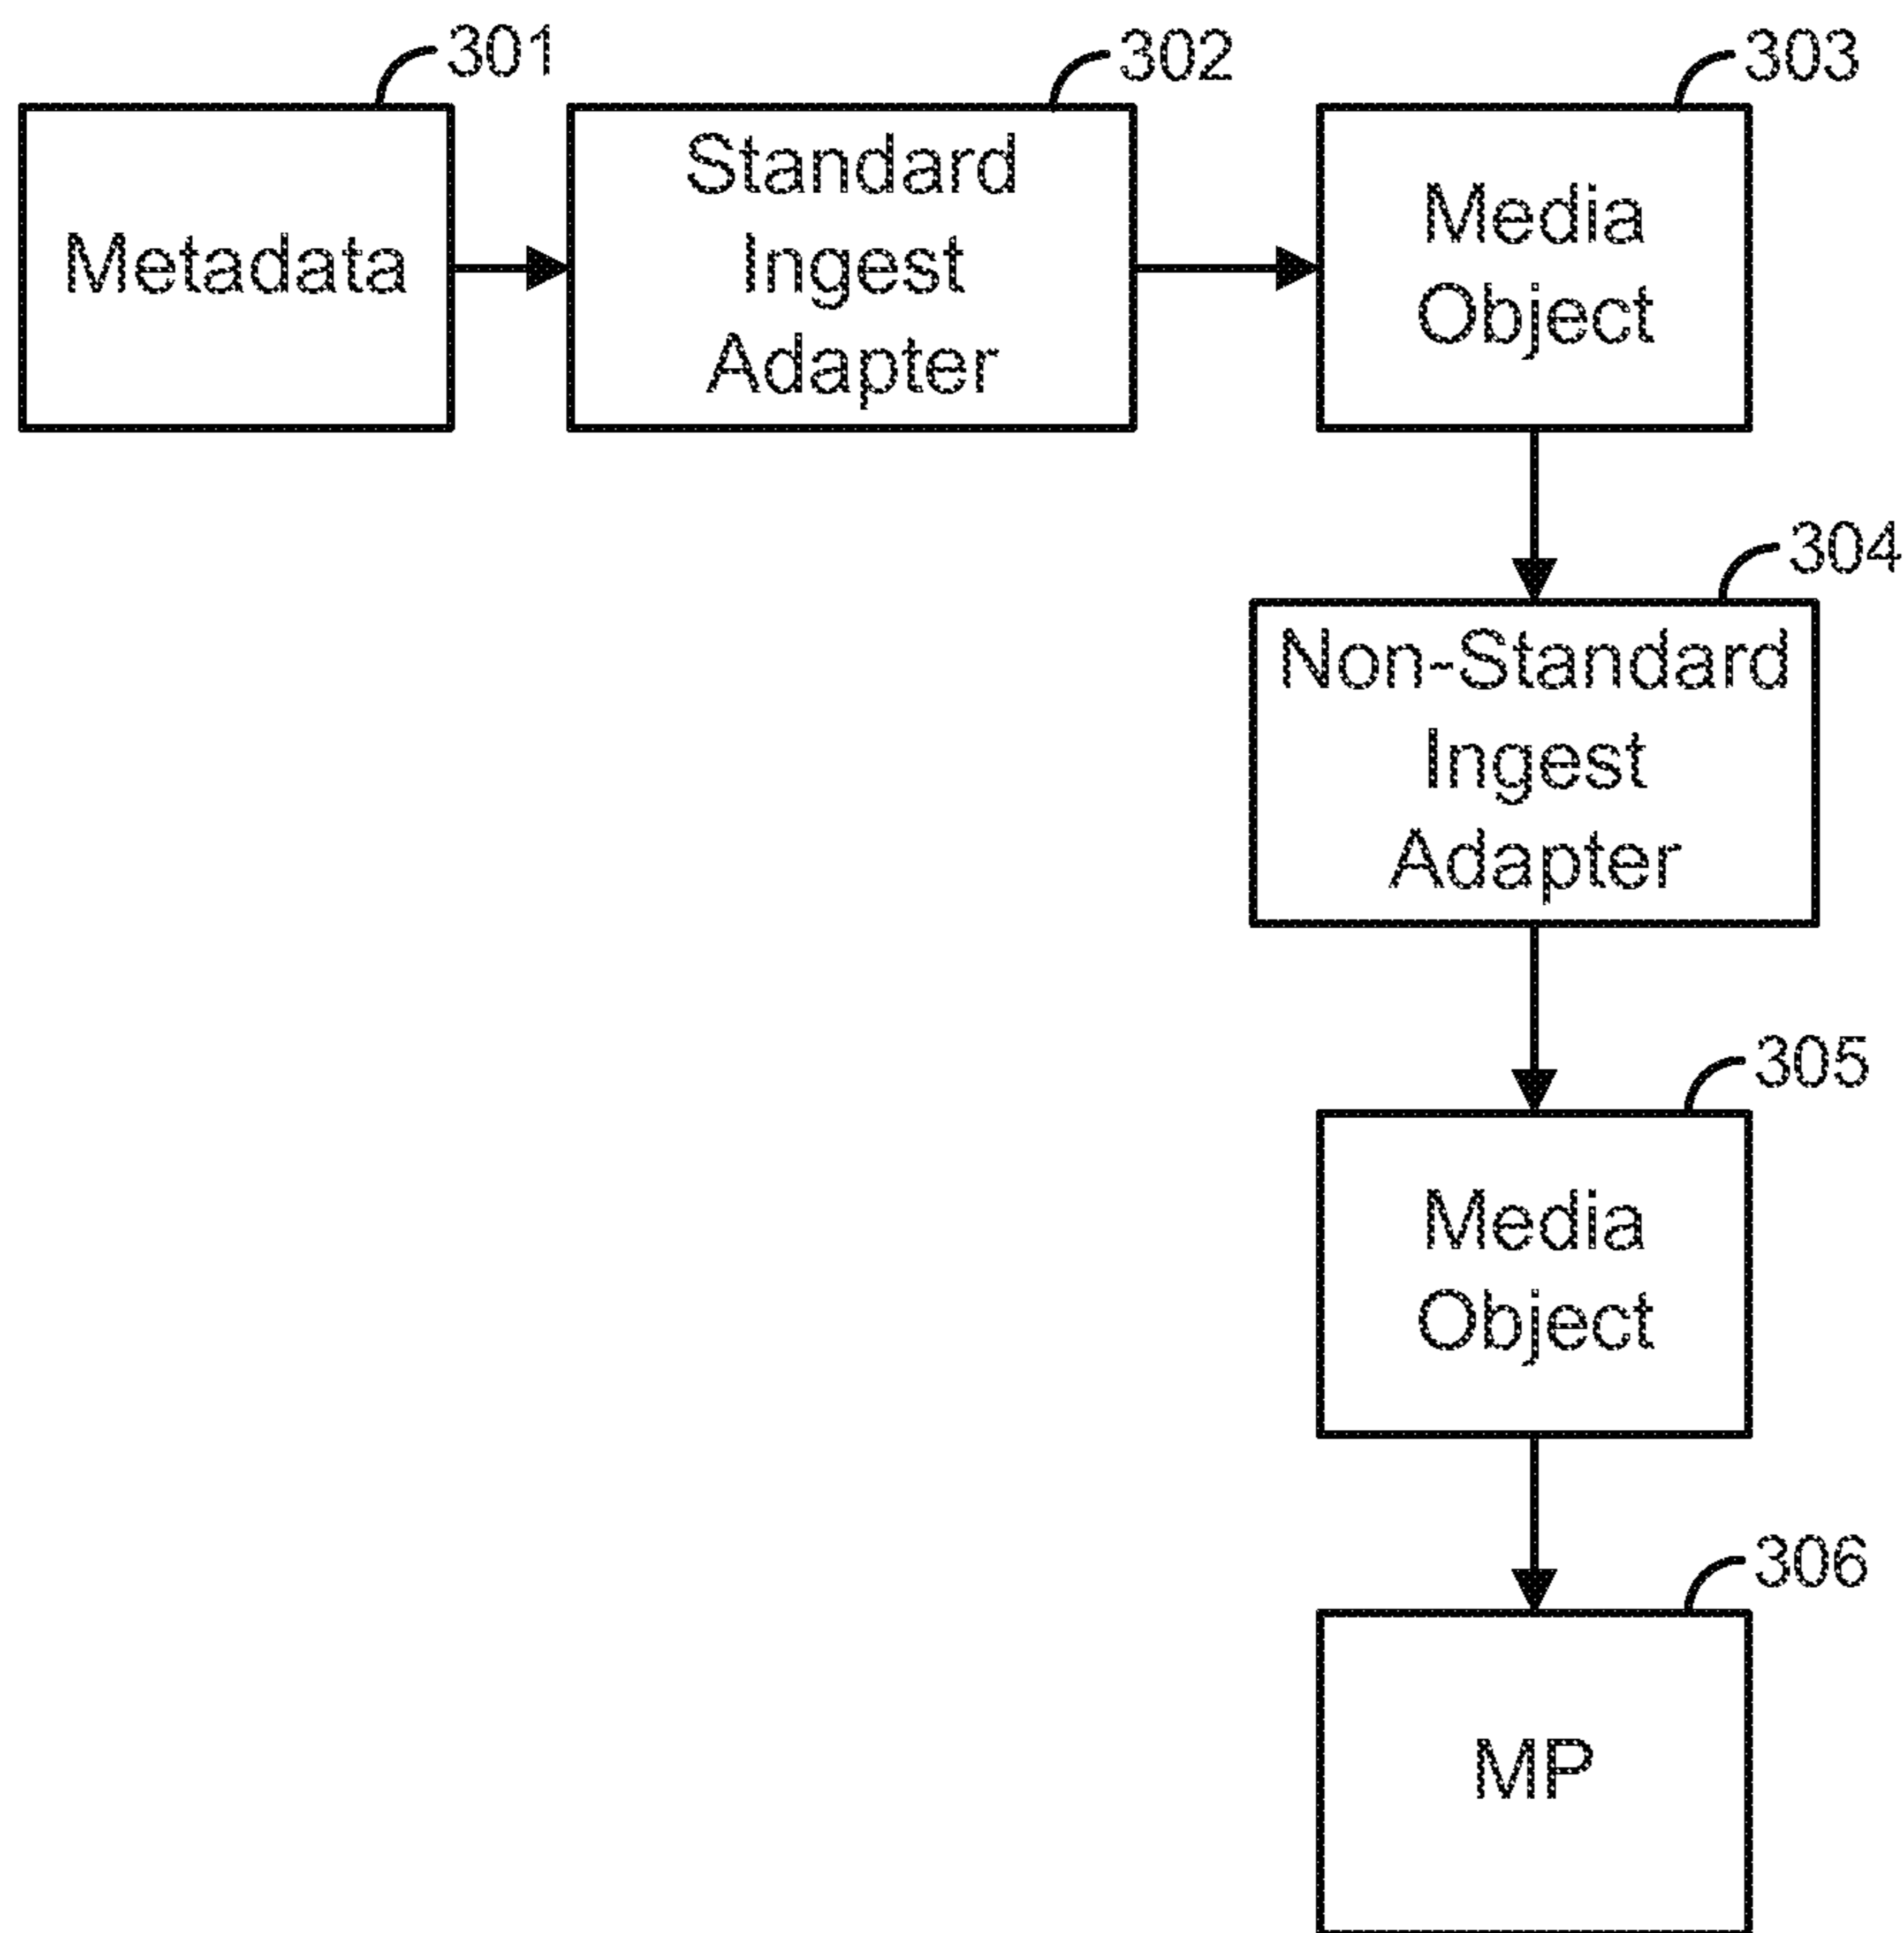 301
302
303
Metadata
Standard
Ingest
Adapter
Media
Object
304
Non-Standard
Ingest
Adapter
305
Media
Object
306
MP